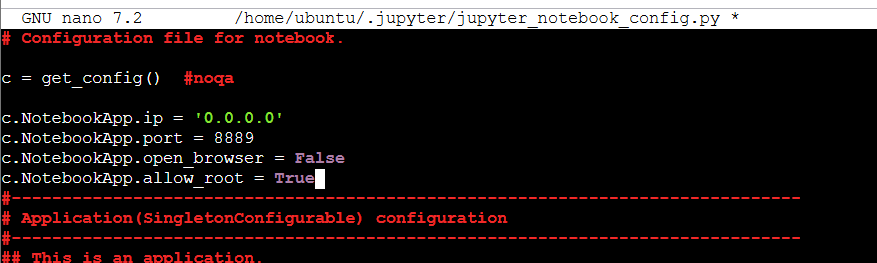 GNU nano 7.2 /home/ubuntu/.jupyter/jupyter_notebook_config.py *
# Configuration file for notebook.
c = get_config()  #noqa
c.NotebookApp.ip = '0.0.0.0'
c.NotebookApp.port = 8889
c.NotebookApp.open_browser = False
c.NotebookApp.allow_root = True
#------------------------------------------------------------------------------
# Application(SingletonConfigurable) configuration
#------------------------------------------------------------------------------
## This is an application.